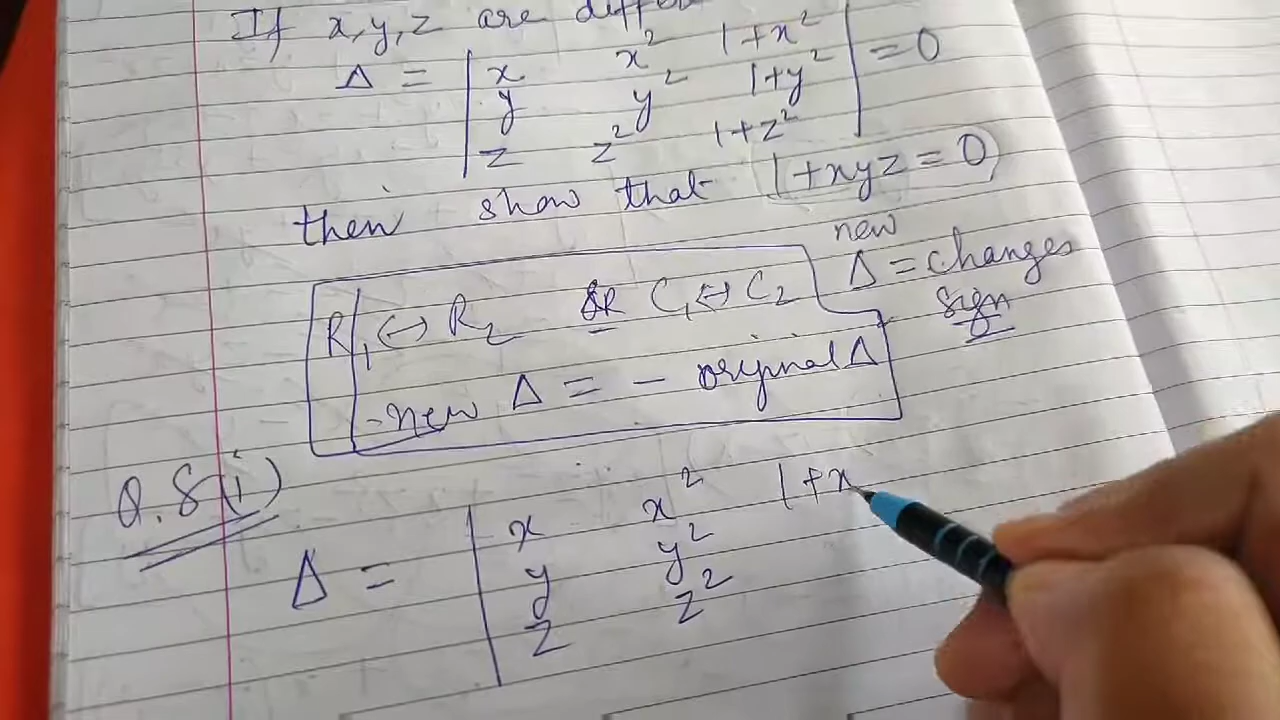 If x, y, z are differ
Δ = | x x² 1+x² | = 0
y y² 1+y²
z z² 1+z²
then show that 1+xyz = 0
new
Δ = changes
sign
R₁ ↔ R₂ OR C₁ ↔ C₂
new Δ = - original Δ
Q.8(i)
Δ = | x x² 1+x
y y²
z z²